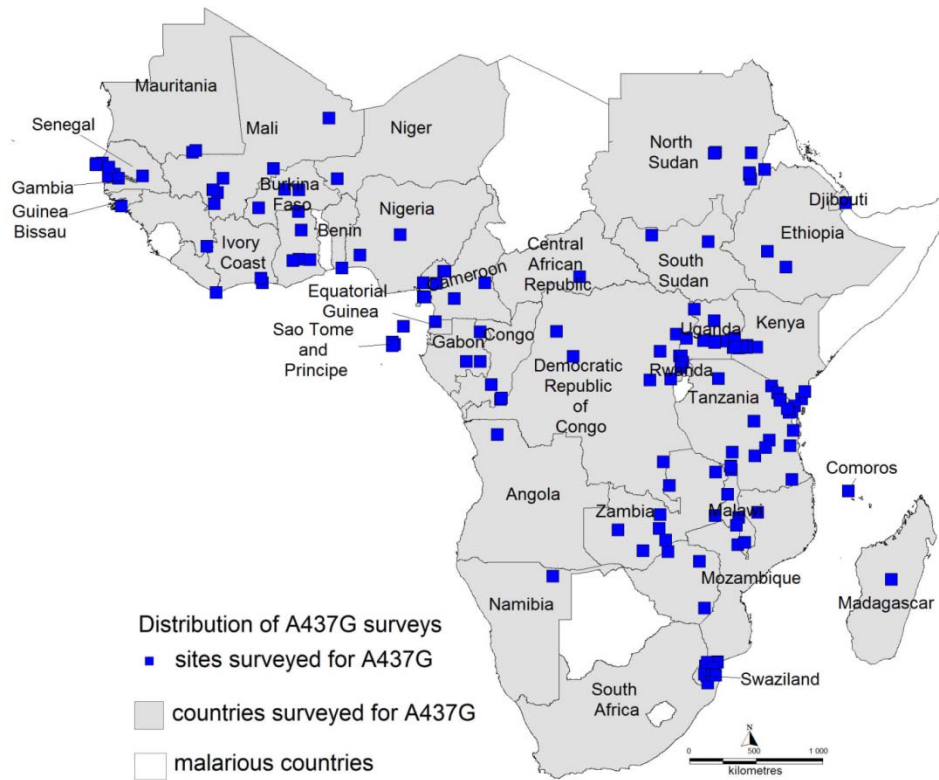 Mauritania
Senegal
Mali
Niger
North
Sudan
Gambia
Burkina
Faso
Djibouti
Guinea
Bissau
Nigeria
Benin
Ivory
Coast
Ethiopia
Central
African
Republic
South
Sudan
Cameroon
Equatorial
Guinea
Uganda
Kenya
Sao Tome
and
Principe
Gabon
Congo
Democratic
Republic
of
Congo
Rwanda
Tanzania
Comoros
Angola
Zambia
Malawi
Mozambique
Namibia
Madagascar
Distribution of A437G surveys
sites surveyed for A437G
Swaziland
South
Africa
countries surveyed for A437G
malarious countries
N
0 500 1 000
kilometres